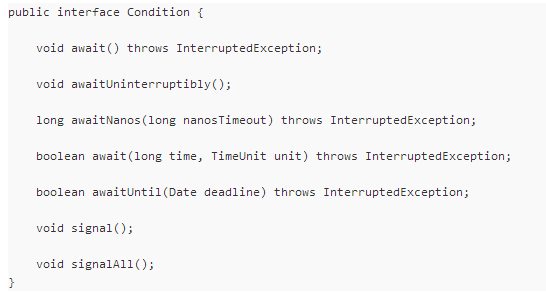 public interface Condition {
void await() throws InterruptedException;
void awaitUninterruptibly();
long awaitNanos(long nanosTimeout) throws InterruptedException;
boolean await(long time, TimeUnit unit) throws InterruptedException;
boolean awaitUntil(Date deadline) throws InterruptedException;
void signal();
void signalAll();
}